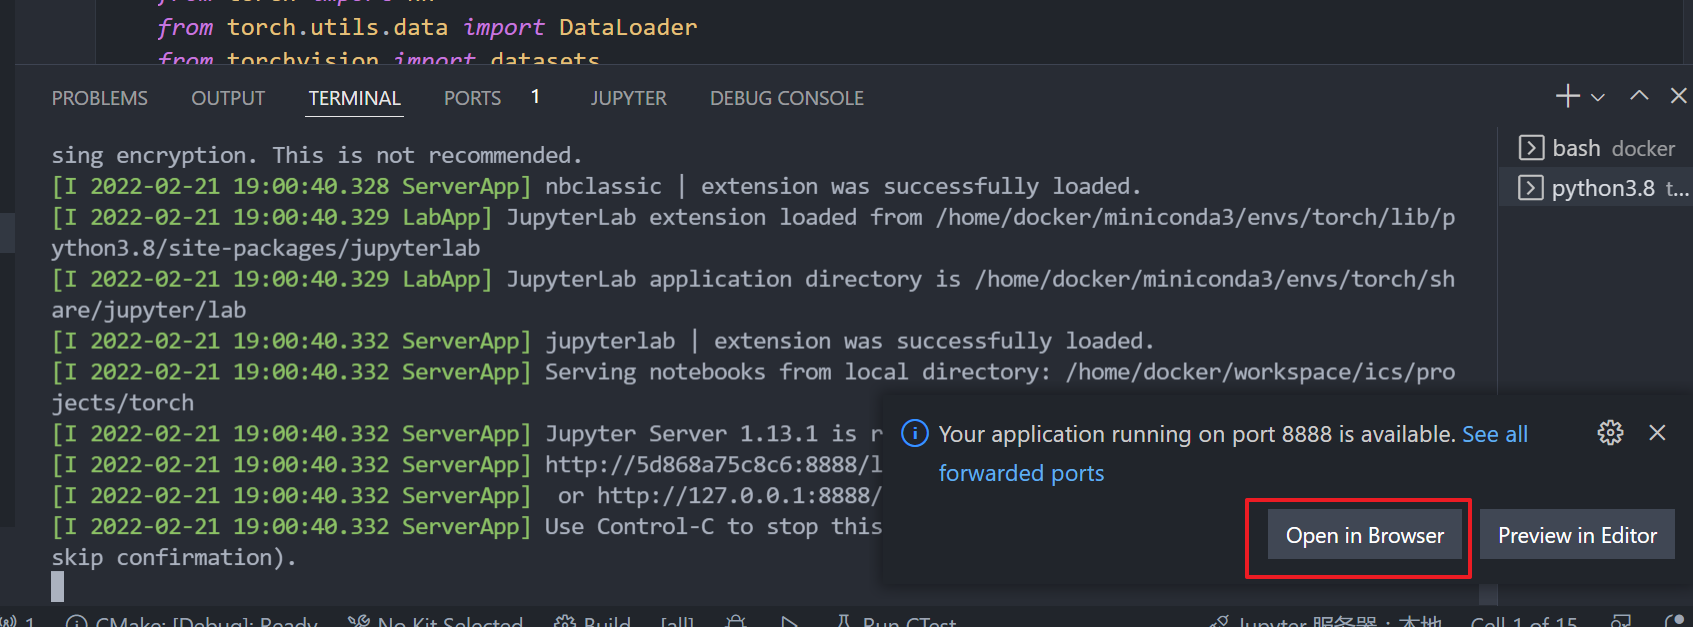 from torch import nn
from torch.utils.data import DataLoader
from torchvision import datasets
PROBLEMS OUTPUT TERMINAL PORTS 1 JUPYTER DEBUG CONSOLE
sing encryption. This is not recommended.
[I 2022-02-21 19:00:40.328 ServerApp] nbclassic | extension was successfully loaded.
[I 2022-02-21 19:00:40.329 LabApp] JupyterLab extension loaded from /home/docker/miniconda3/envs/torch/lib/p
ython3.8/site-packages/jupyterlab
[I 2022-02-21 19:00:40.329 LabApp] JupyterLab application directory is /home/docker/miniconda3/envs/torch/sh
are/jupyter/lab
[I 2022-02-21 19:00:40.332 ServerApp] jupyterlab | extension was successfully loaded.
[I 2022-02-21 19:00:40.332 ServerApp] Serving notebooks from local directory: /home/docker/workspace/ics/pro
jects/torch
[I 2022-02-21 19:00:40.332 ServerApp] Jupyter Server 1.13.1 is r
[I 2022-02-21 19:00:40.332 ServerApp] http://5d868a75c8c6:8888/l
[I 2022-02-21 19:00:40.332 ServerApp]  or http://127.0.0.1:8888/
[I 2022-02-21 19:00:40.332 ServerApp] Use Control-C to stop this
skip confirmation).
bash docker
python3.8 t...
Your application running on port 8888 is available. See all
forwarded ports
Open in Browser Preview in Editor
1 CMake: [Debug]: Ready No Kit Selected Build [all] Run CTest Jupyter 服务器：本地 Cell 1 of 15